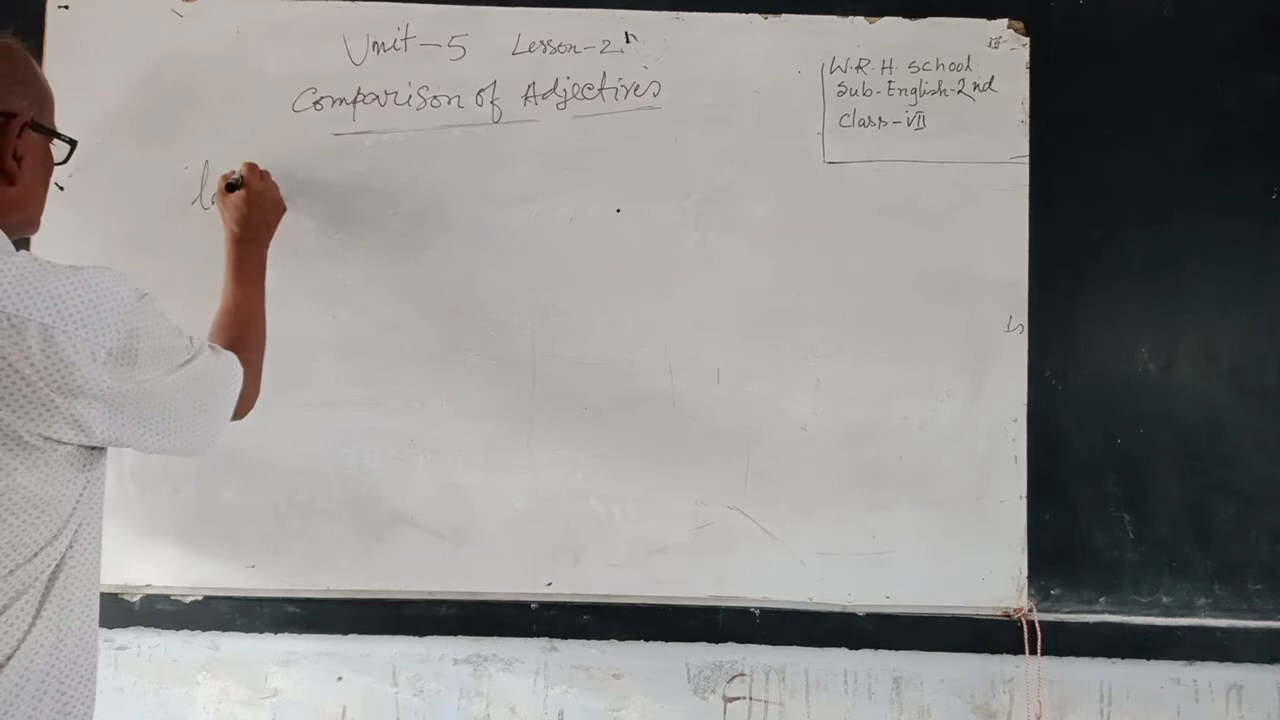 Unit-5 Lesson-2
Comparison of Adjectives
W.R.H. School
Sub-English-2nd
Class-VII